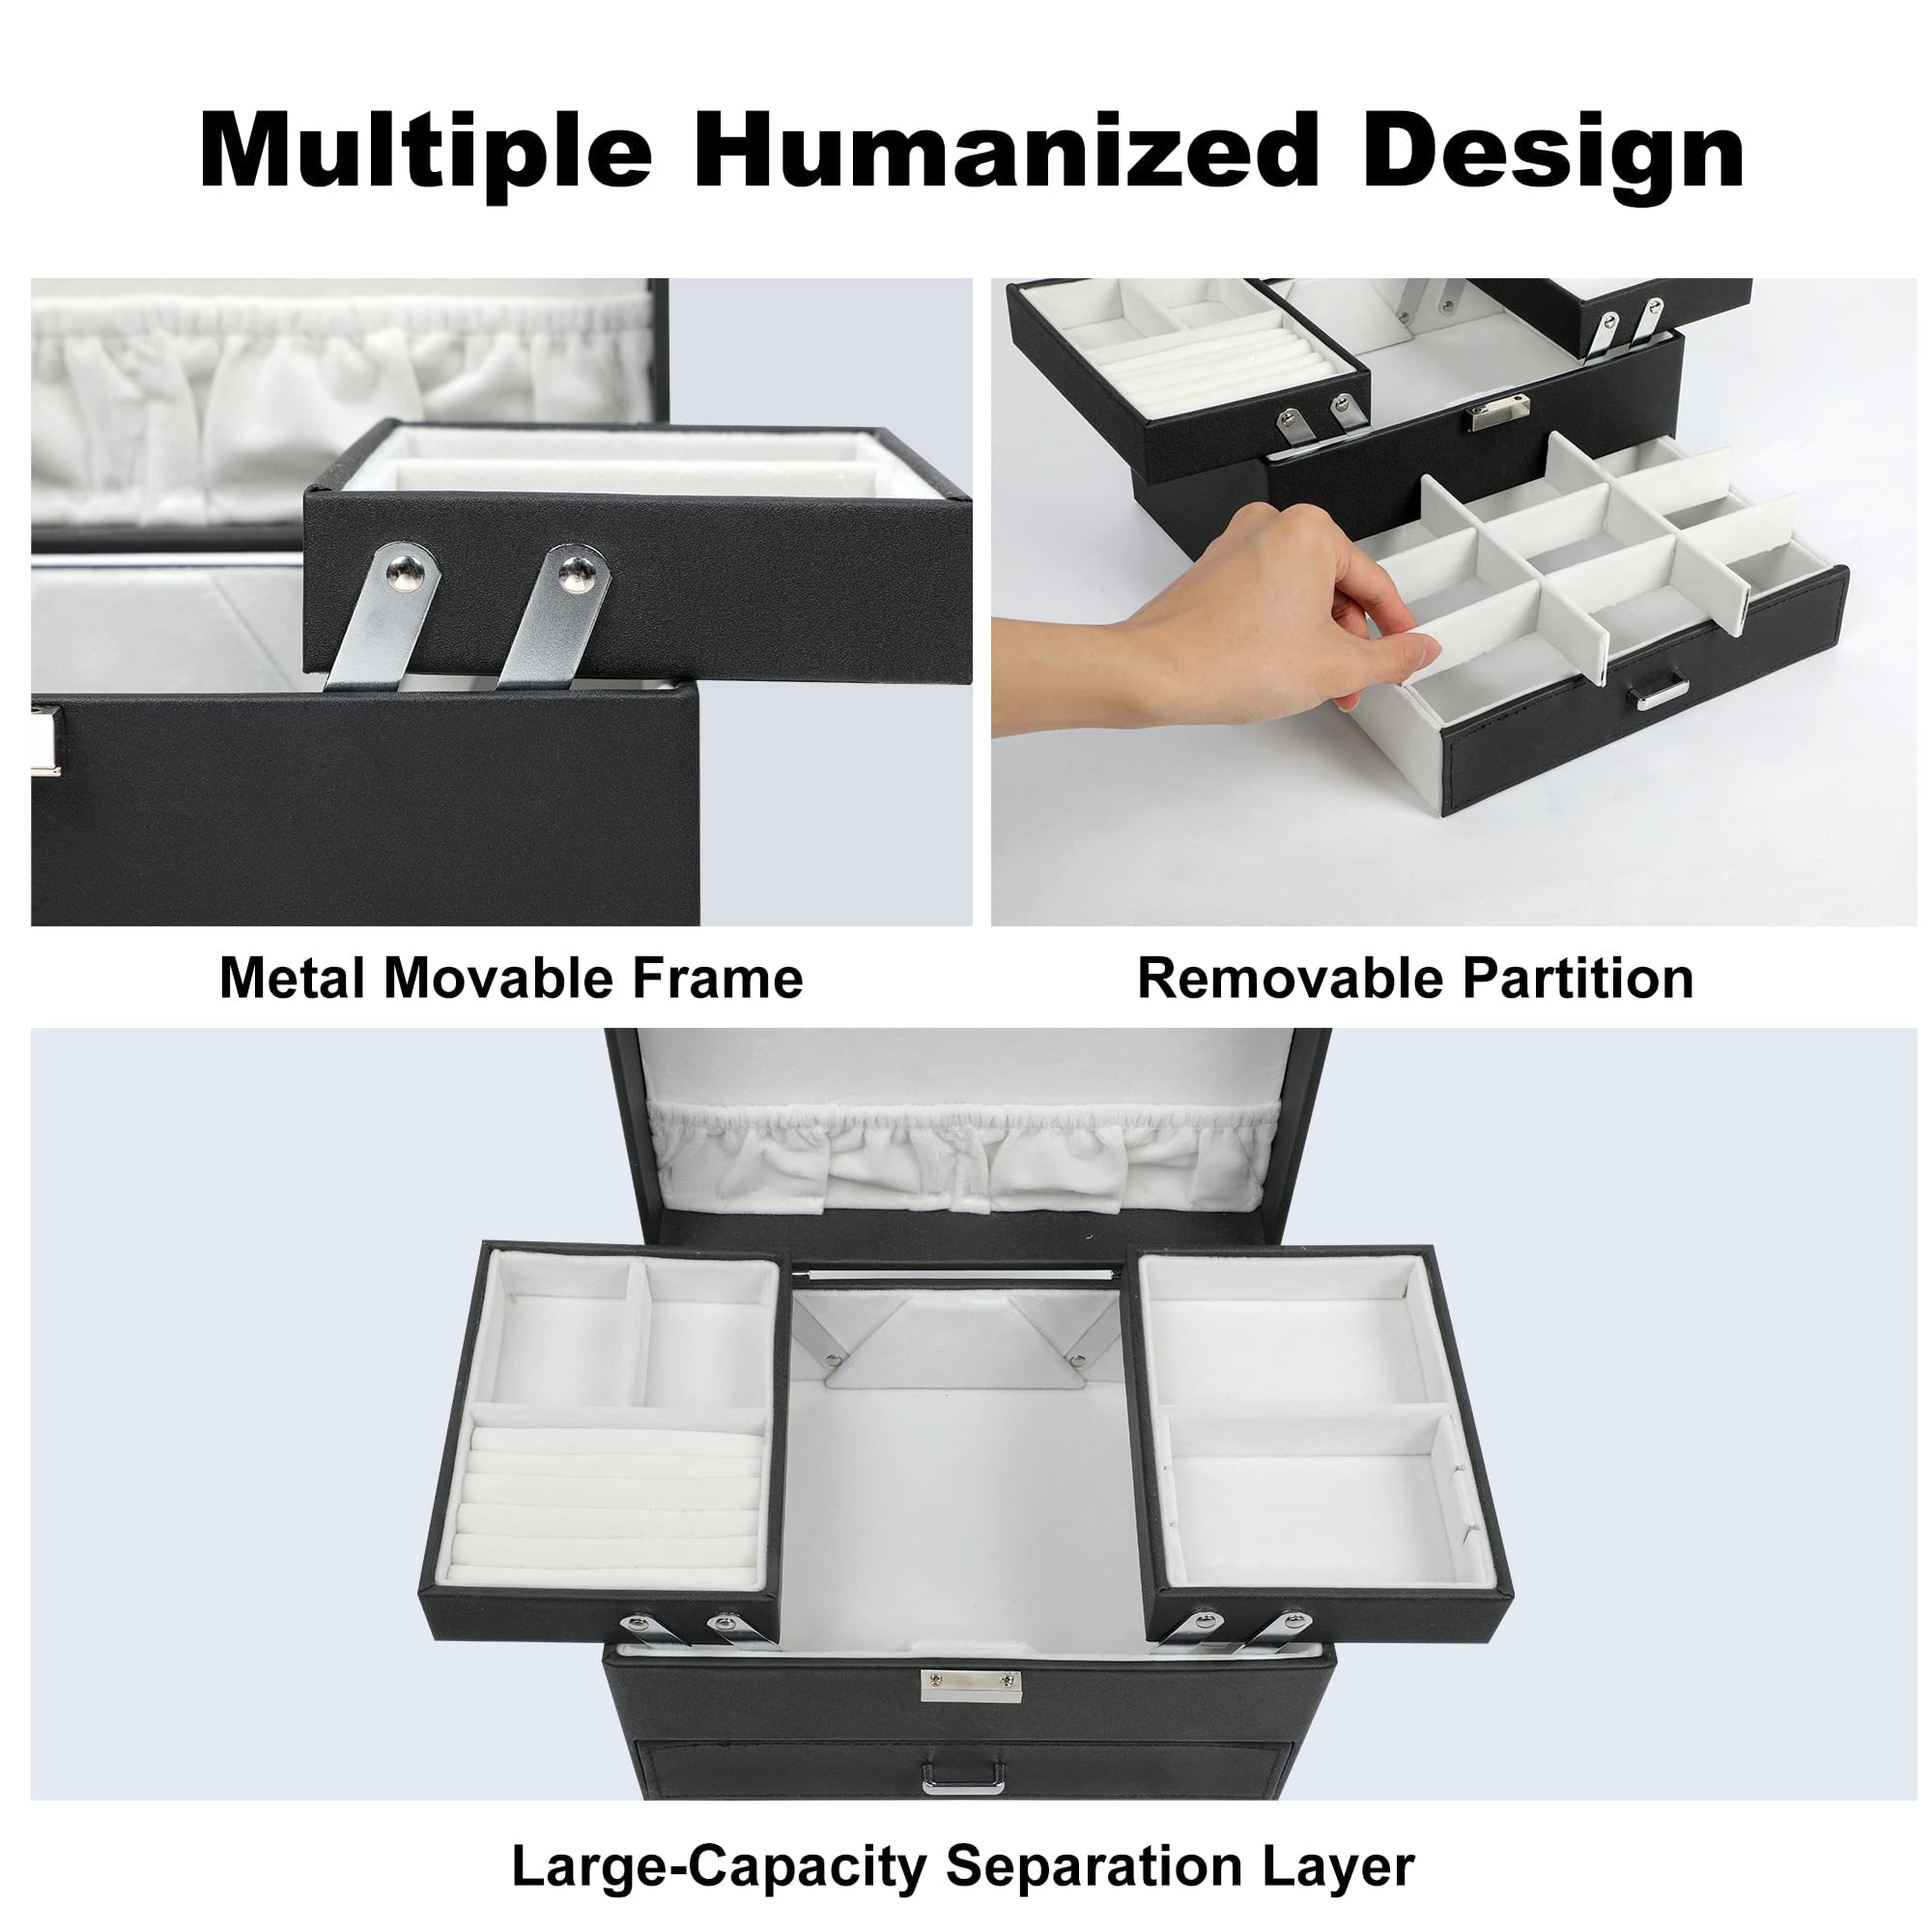 Multiple Humanized Design
Metal Movable Frame
Removable Partition
Large-Capacity Separation Layer